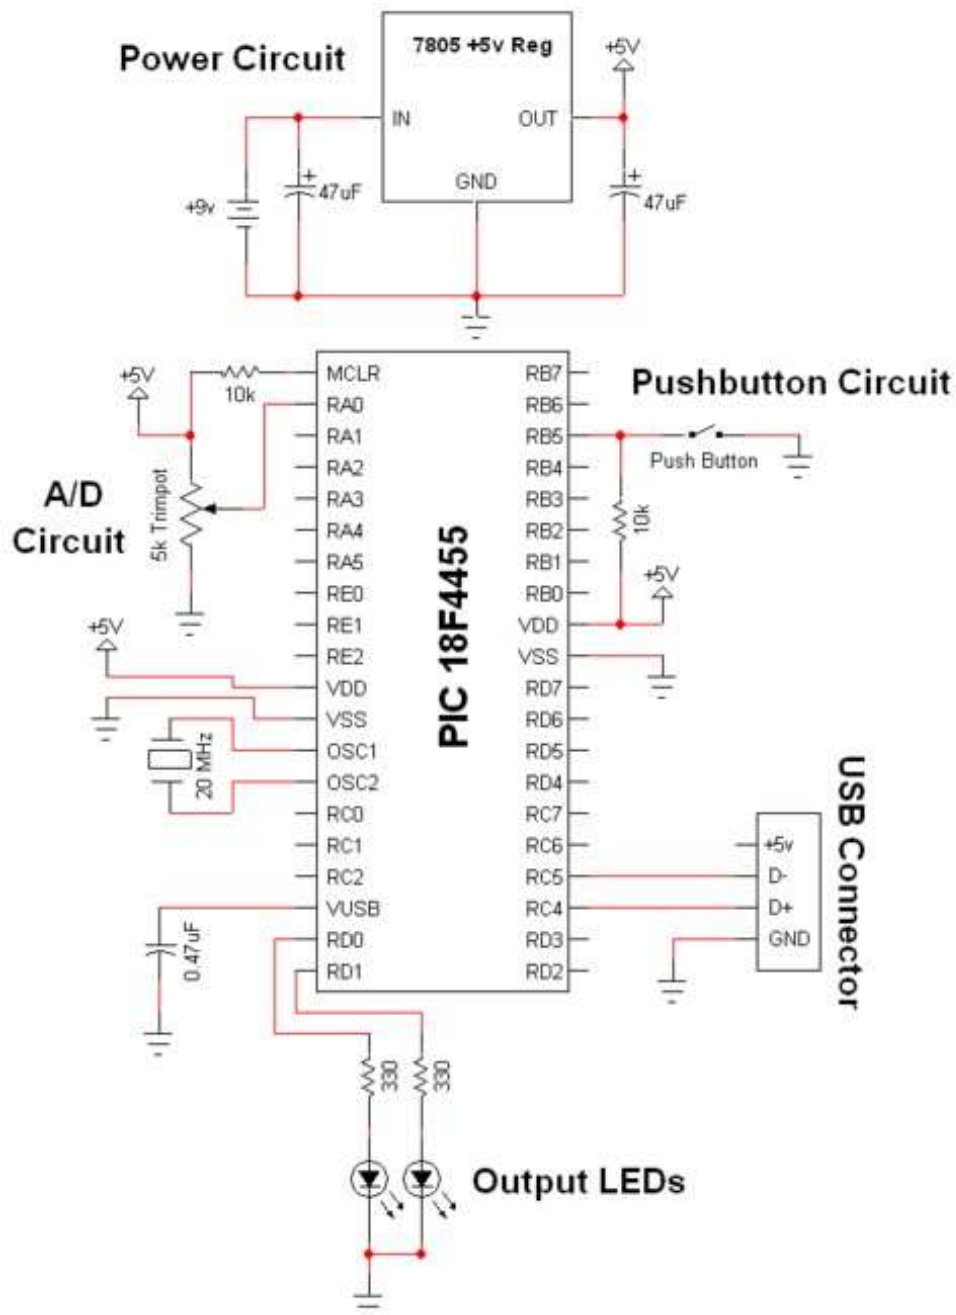 Power Circuit
7805 +5v Reg
+5V
IN
OUT
GND
+
47uF
+
47uF
+9v
+5V
10k
A/D
Circuit
5k Trimpot
+5V
20 MHz
0.47uF
MCLR
RA0
RA1
RA2
RA3
RA4
RA5
RE0
RE1
RE2
VDD
VSS
OSC1
OSC2
RC0
RC1
RC2
VUSB
RD0
RD1
PIC 18F4455
RB7
RB6
RB5
RB4
RB3
RB2
RB1
RB0
VDD
VSS
RD7
RD6
RD5
RD4
RC7
RC6
RC5
RC4
RD3
RD2
Pushbutton Circuit
Push Button
10k
+5V
USB Connector
+5v
D-
D+
GND
330
330
Output LEDs